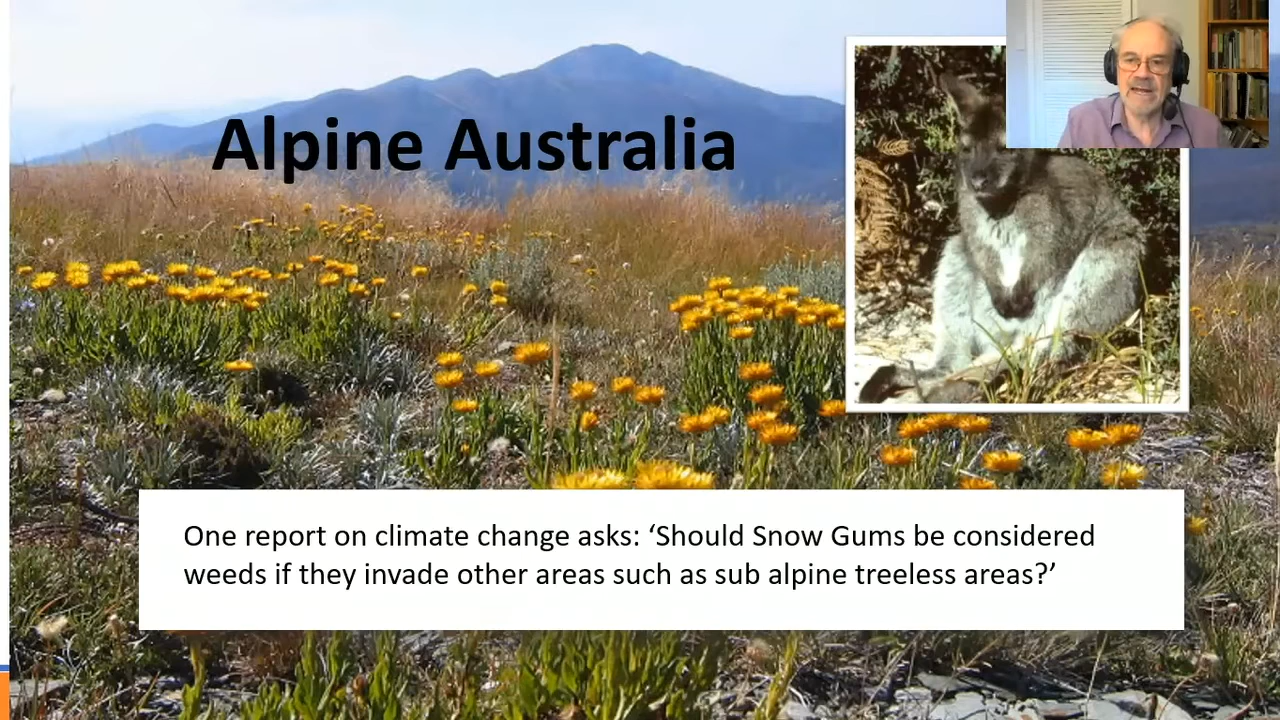 Alpine Australia
One report on climate change asks: ‘Should Snow Gums be considered
weeds if they invade other areas such as sub alpine treeless areas?’